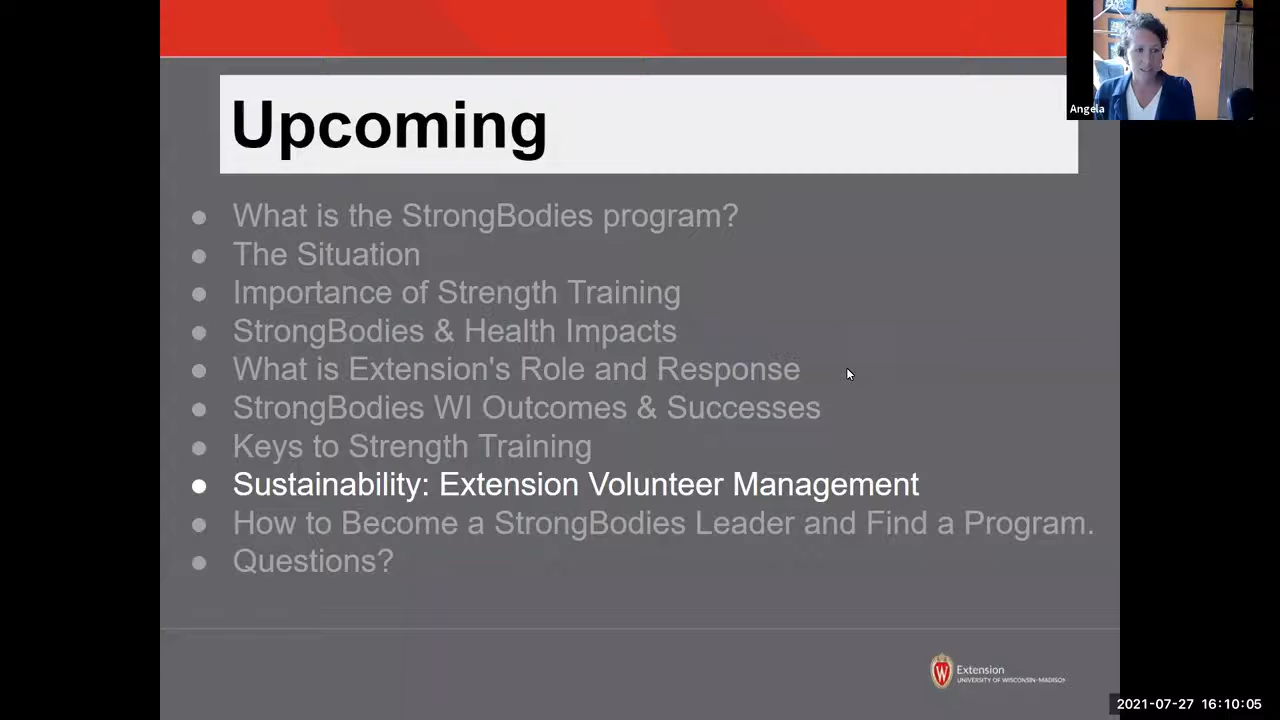 Upcoming
Angela
● What is the StrongBodies program?
● The Situation
● Importance of Strength Training
● StrongBodies & Health Impacts
● What is Extension's Role and Response
● StrongBodies WI Outcomes & Successes
● Keys to Strength Training
● Sustainability: Extension Volunteer Management
● How to Become a StrongBodies Leader and Find a Program.
● Questions?
W
Extension
UNIVERSITY OF WISCONSIN-MADISON
2021-07-27 16:10:05